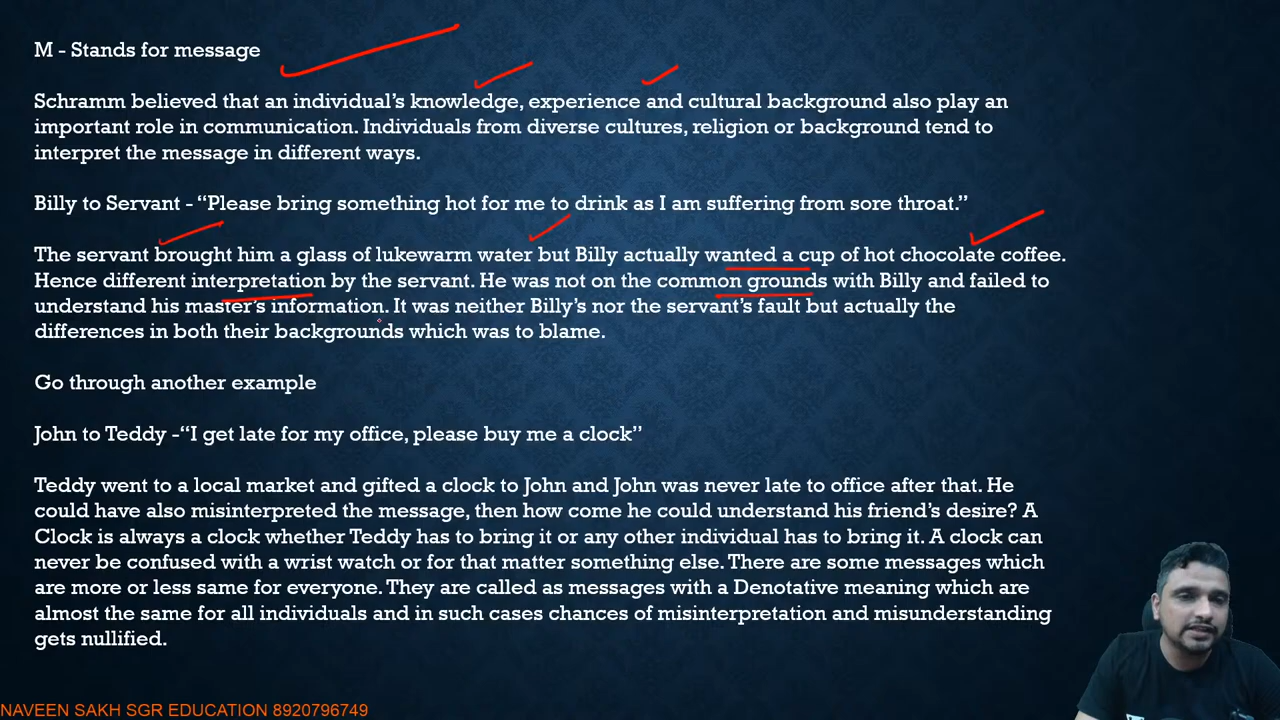 M - Stands for message
Schramm believed that an individual's knowledge, experience and cultural background also play an
important role in communication. Individuals from diverse cultures, religion or background tend to
interpret the message in different ways.
Billy to Servant - “Please bring something hot for me to drink as I am suffering from sore throat.”
The servant brought him a glass of lukewarm water but Billy actually wanted a cup of hot chocolate coffee.
Hence different interpretation by the servant. He was not on the common grounds with Billy and failed to
understand his master's information. It was neither Billy's nor the servant's fault but actually the
differences in both their backgrounds which was to blame.
Go through another example
John to Teddy -“I get late for my office, please buy me a clock”
Teddy went to a local market and gifted a clock to John and John was never late to office after that. He
could have also misinterpreted the message, then how come he could understand his friend's desire? A
Clock is always a clock whether Teddy has to bring it or any other individual has to bring it. A clock can
never be confused with a wrist watch or for that matter something else. There are some messages which
are more or less same for everyone. They are called as messages with a Denotative meaning which are
almost the same for all individuals and in such cases chances of misinterpretation and misunderstanding
gets nullified.
NAVEEN SAKH SGR EDUCATION 8920796749